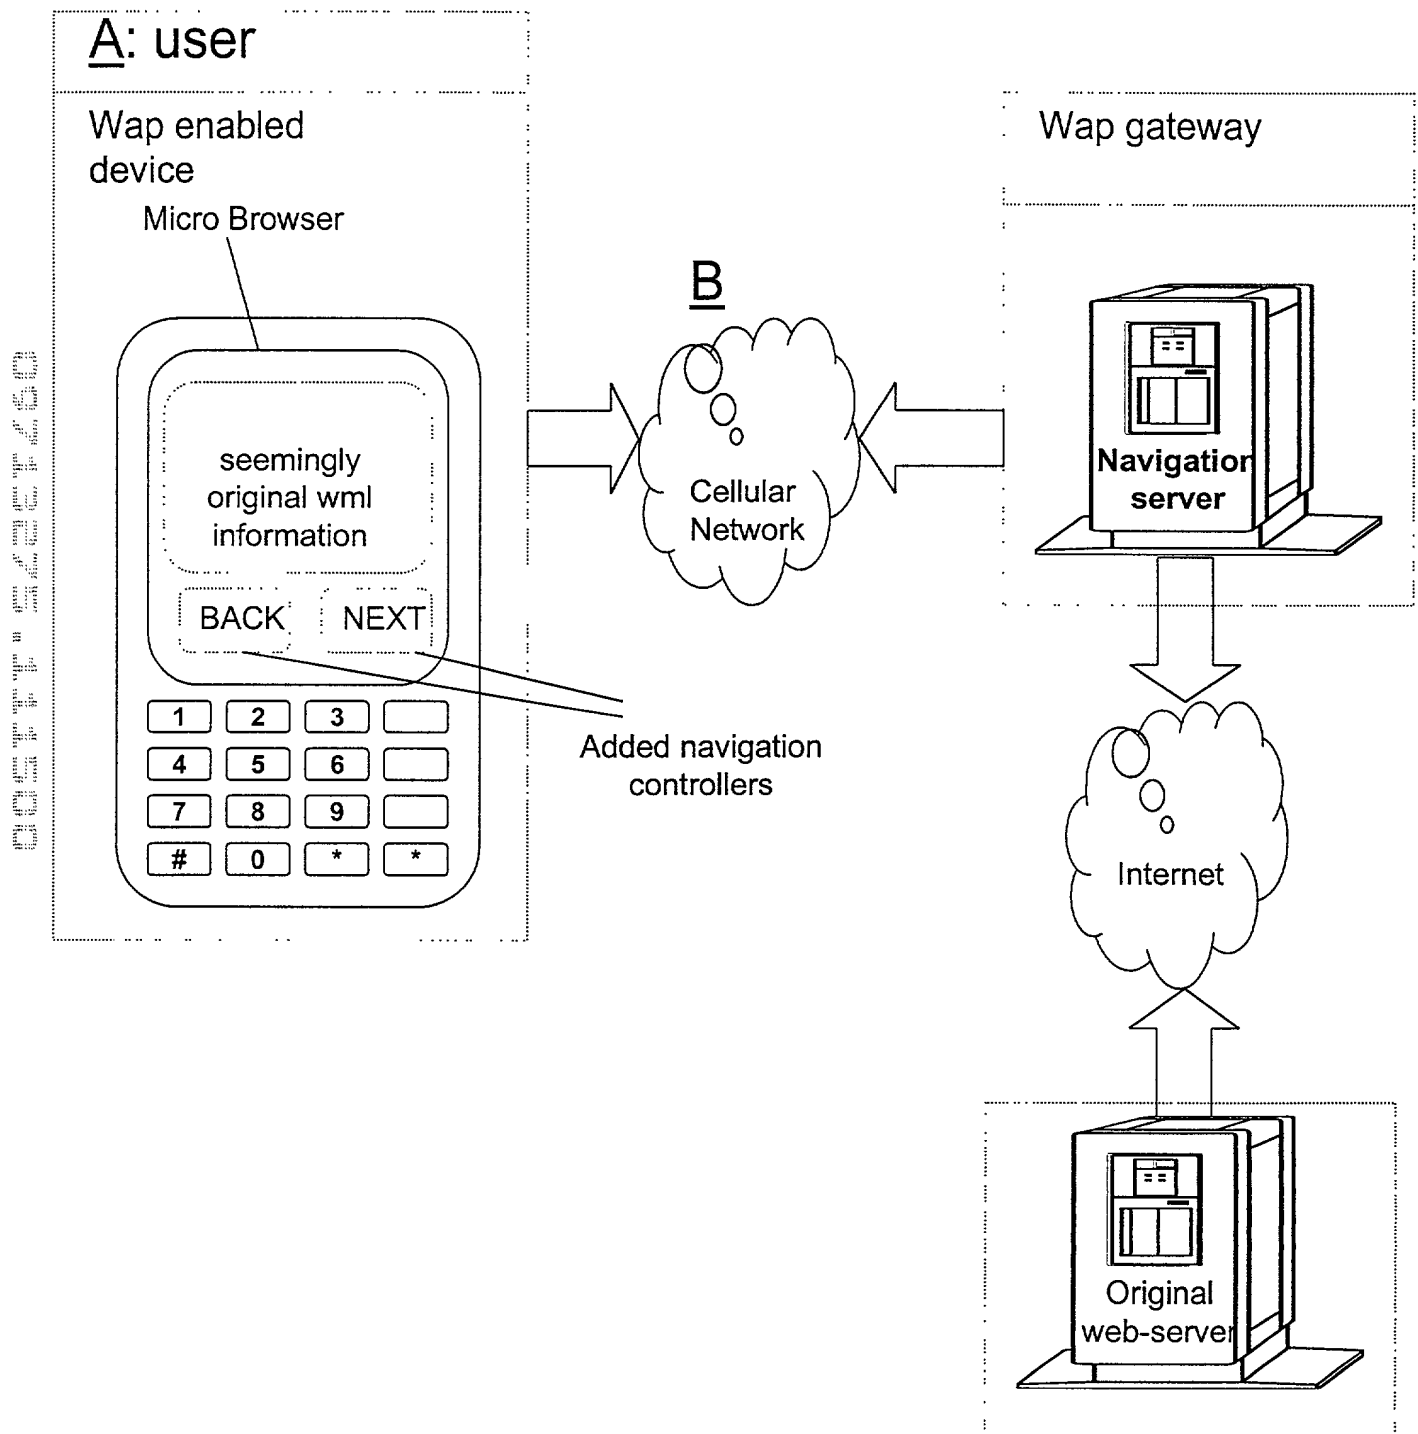 A: user
Wap enabled
device
Micro Browser
seemingly
original wml
information
BACK NEXT
1 2 3
4 5 6
7 8 9
# 0 * *
Added navigation
controllers
B
Cellular
Network
Wap gateway
Navigation
server
Internet
Original
web-server